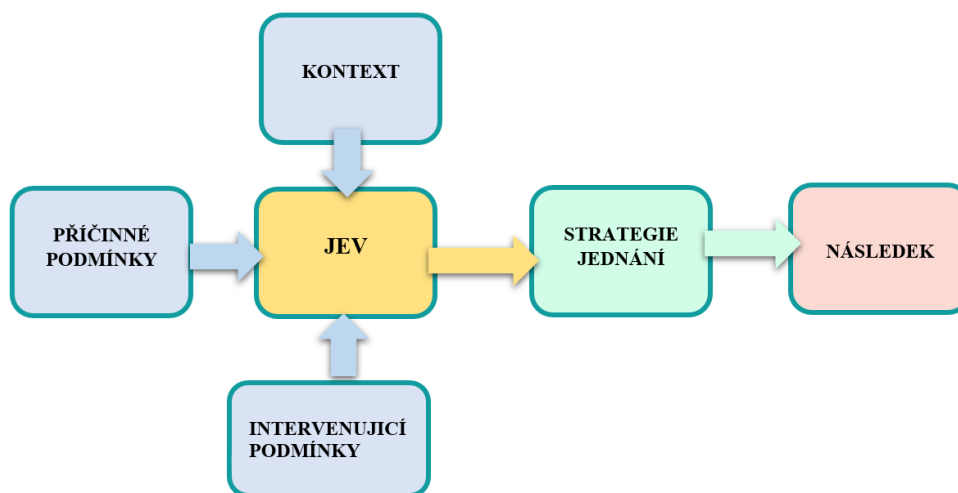 KONTEXT
PŘÍČINNÉ
PODMÍNKY
JEV
STRATEGIE
JEDNÁNÍ
NÁSLEDEK
INTERVENUJICÍ
PODMÍNKY